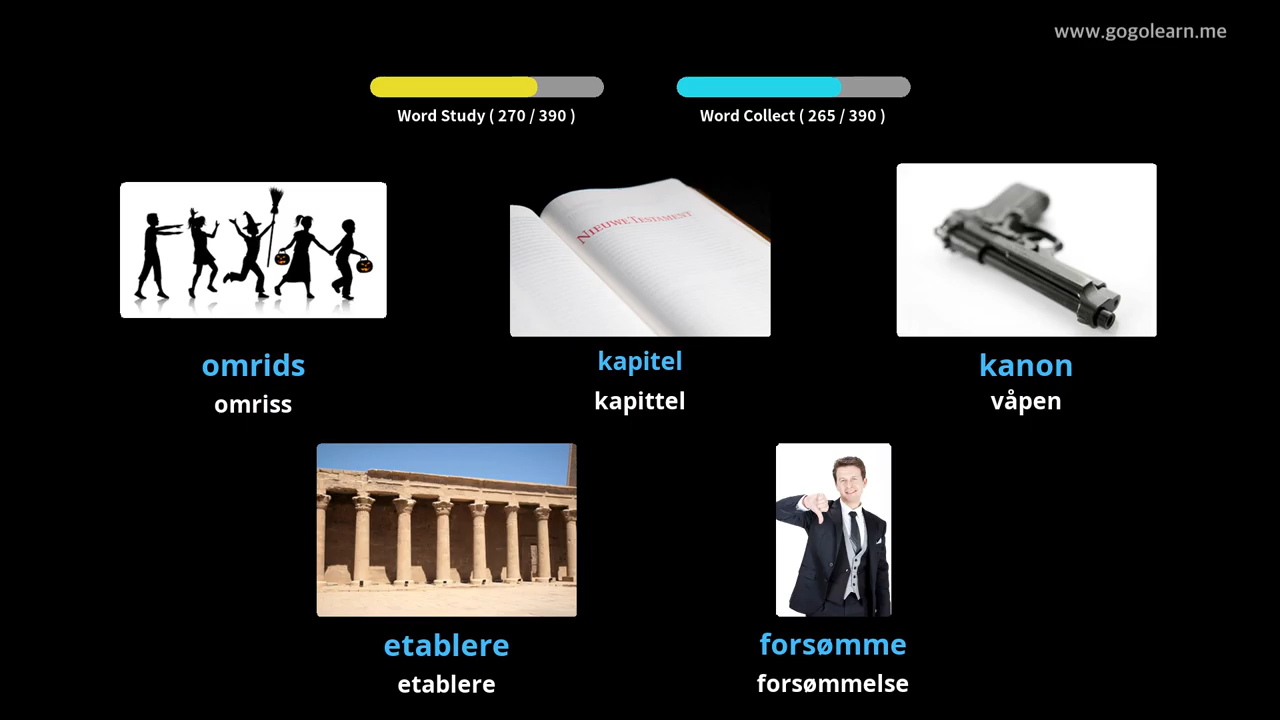 www.gogolearn.me
Word Study ( 270 / 390 )
Word Collect ( 265 / 390 )
NIEUWE TESTAMENT
omrids
omriss
kapitel
kapittel
kanon
våpen
etablere
etablere
forsømme
forsømmelse